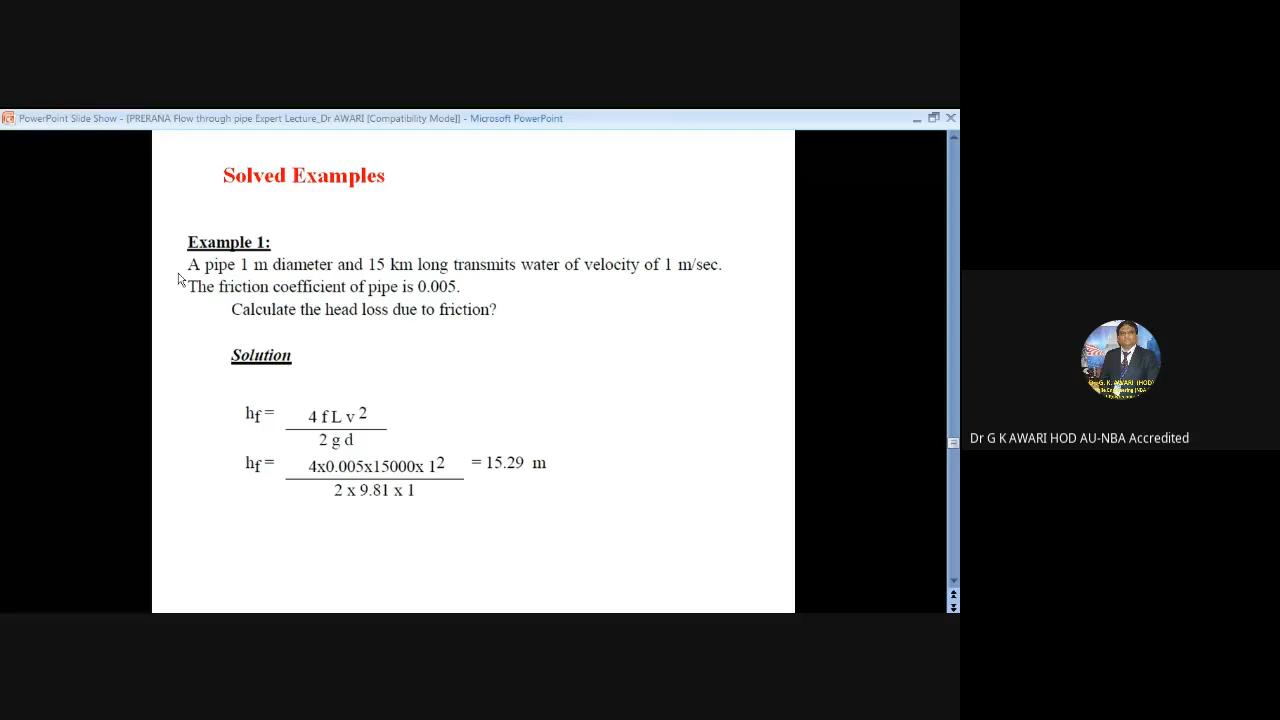 PowerPoint Slide Show - [PRERANA Flow through pipe Expert Lecture_Dr AWARI [Compatibility Mode]] - Microsoft PowerPoint
Solved Examples
Example 1:
A pipe 1 m diameter and 15 km long transmits water of velocity of 1 m/sec.
The friction coefficient of pipe is 0.005.
Calculate the head loss due to friction?
Solution
hf = 4 f L v 2
2 g d
hf = 4x0.005x15000x 12 = 15.29 m
2 x 9.81 x 1
Dr G. K. AWARI (HOD)
Dr G K AWARI HOD AU-NBA Accredited